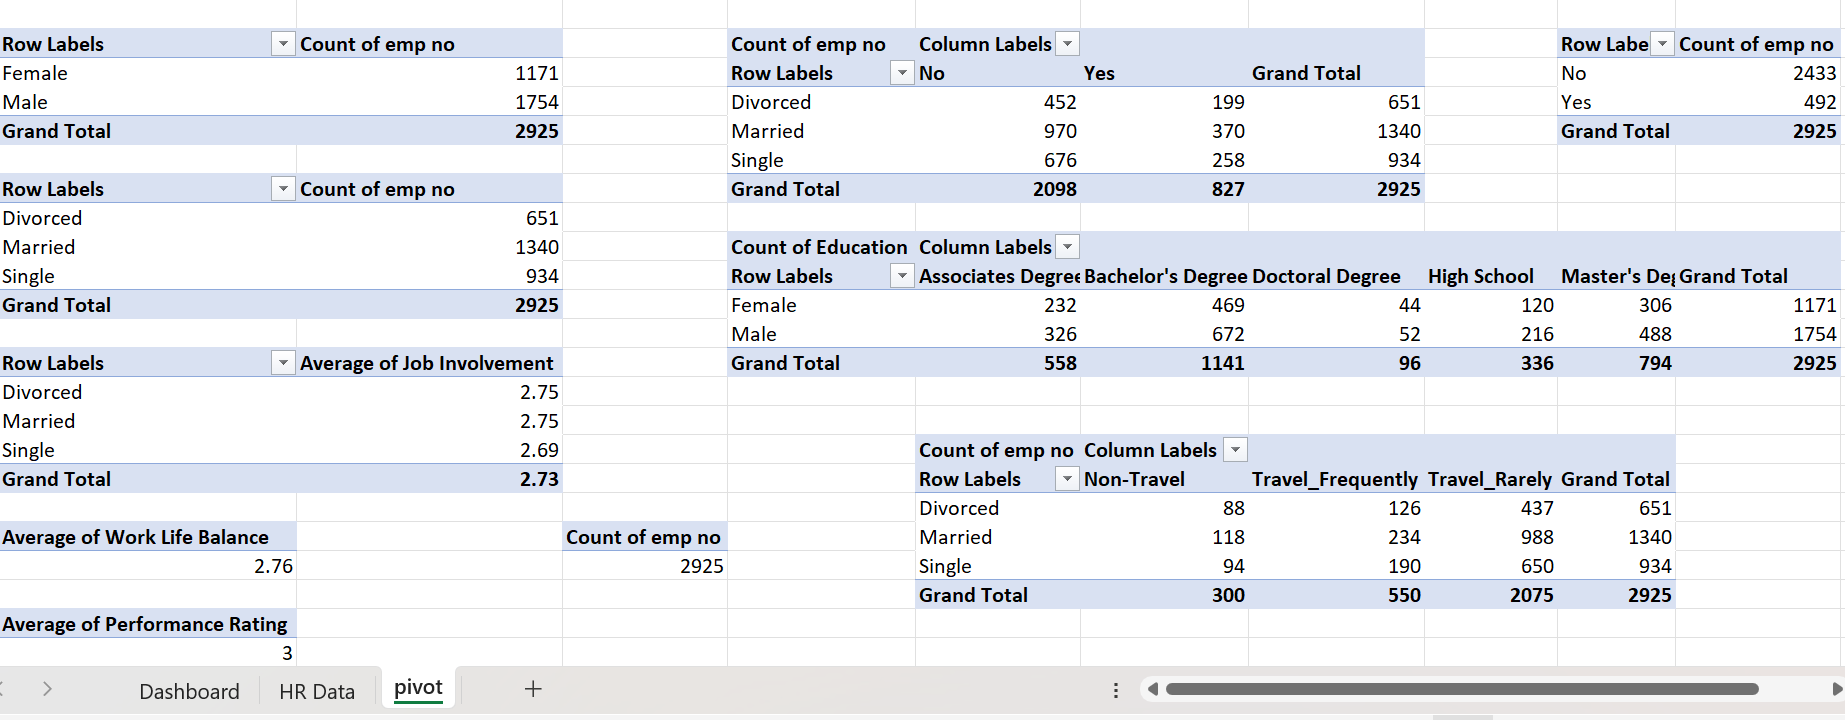 Row Labels Count of emp no
Female 1171
Male 1754
Grand Total 2925
Row Labels Count of emp no
Divorced 651
Married 1340
Single 934
Grand Total 2925
Row Labels Average of Job Involvement
Divorced 2.75
Married 2.75
Single 2.69
Grand Total 2.73
Average of Work Life Balance
2.76
Average of Performance Rating
3
Count of emp no
2925
Count of emp no Column Labels
Row Labels No Yes Grand Total
Divorced 452 199 651
Married 970 370 1340
Single 676 258 934
Grand Total 2098 827 2925
Row Labe Count of emp no
No 2433
Yes 492
Grand Total 2925
Count of Education Column Labels
Row Labels Associates Degree Bachelor's Degree Doctoral Degree High School Master's Deg Grand Total
Female 232 469 44 120 306 1171
Male 326 672 52 216 488 1754
Grand Total 558 1141 96 336 794 2925
Count of emp no Column Labels
Row Labels Non-Travel Travel_Frequently Travel_Rarely Grand Total
Divorced 88 126 437 651
Married 118 234 988 1340
Single 94 190 650 934
Grand Total 300 550 2075 2925
Dashboard HR Data pivot